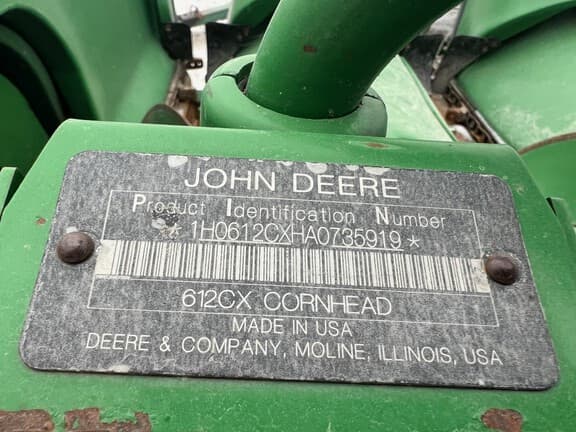 JOHN DEERE
Product Identification Number
* 1H0612CXHA0735919 *
612CX CORNHEAD
MADE IN USA
DEERE & COMPANY, MOLINE, ILLINOIS, USA